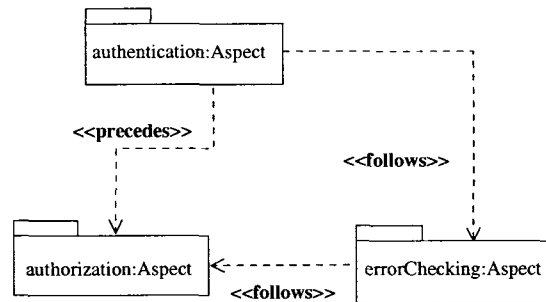 authentication:Aspect
<<precedes>>
<<follows>>
authorization:Aspect
errorChecking:Aspect
<<follows>>